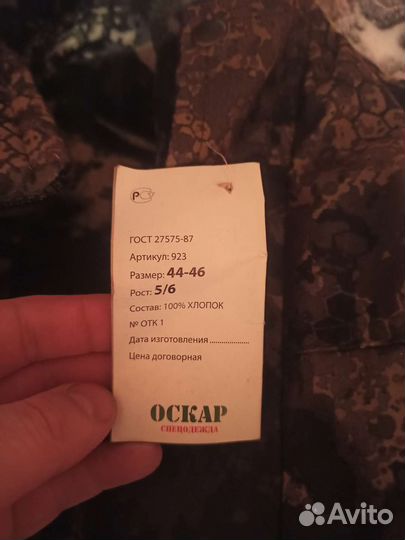 РСТ
ГОСТ 27575-87
Артикул: 923
Размер: 44-46
Рост: 5/6
Состав: 100% ХЛОПОК
№ ОТК 1
Дата изготовления ....................
Цена договорная
ОСКАР
СПЕЦОДЕЖДА
Avito